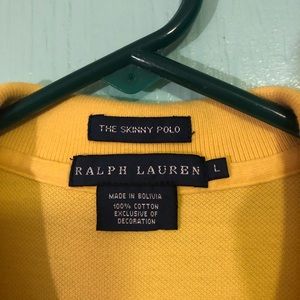 THE SKINNY POLO
RALPH LAUREN
L
MADE IN BOLIVIA
100% COTTON
EXCLUSIVE OF
DECORATION